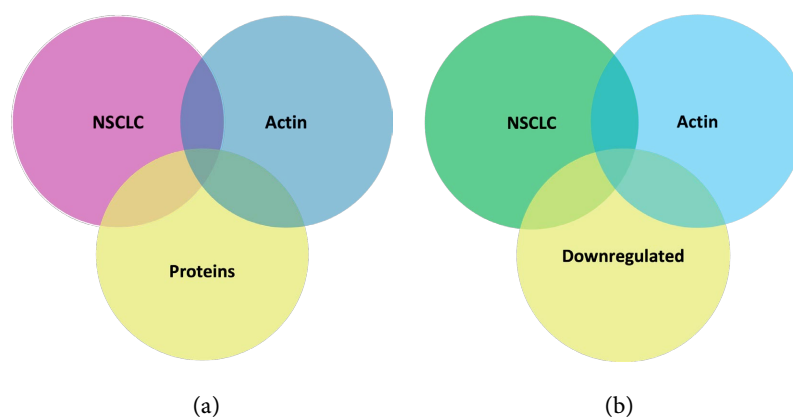 NSCLC
Actin
Proteins
(a)
NSCLC
Actin
Downregulated
(b)